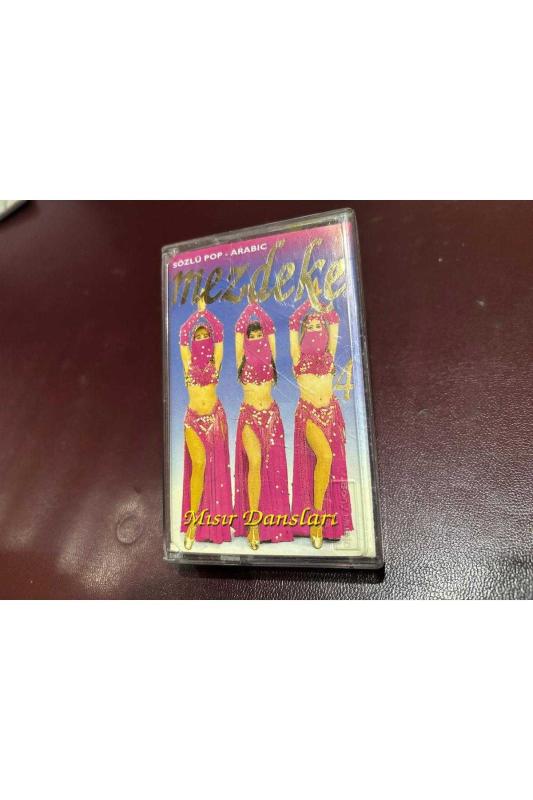 SÖZLÜ POP - ARABIC
mezdeke
4
Mısır Dansları